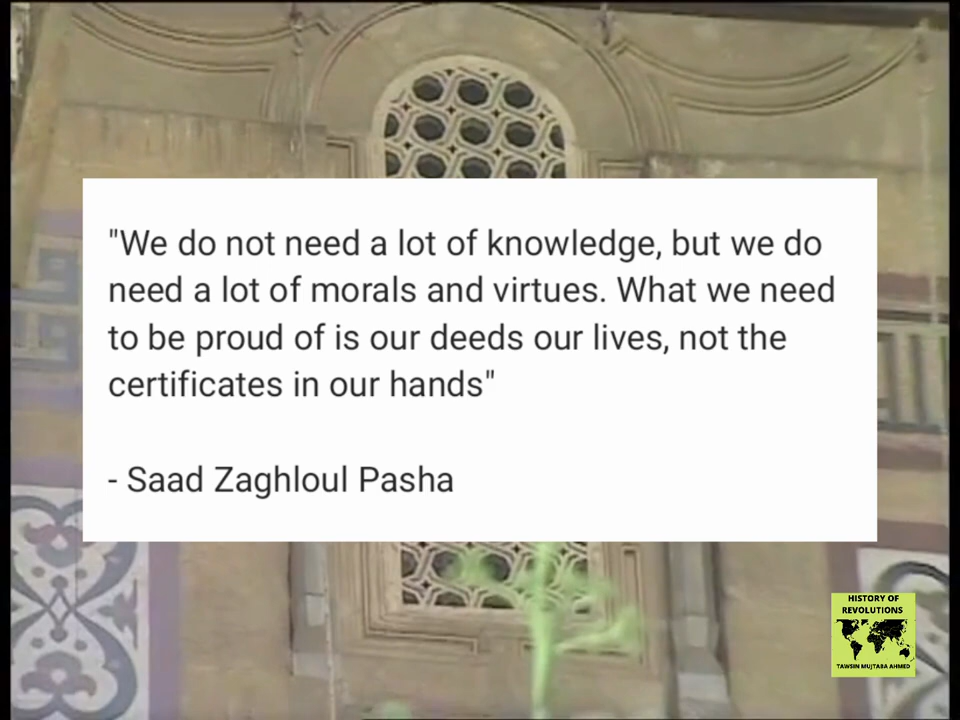 "We do not need a lot of knowledge, but we do
need a lot of morals and virtues. What we need
to be proud of is our deeds our lives, not the
certificates in our hands"
- Saad Zaghloul Pasha
HISTORY OF
REVOLUTIONS
TAWSIN MUJTABA AHMED